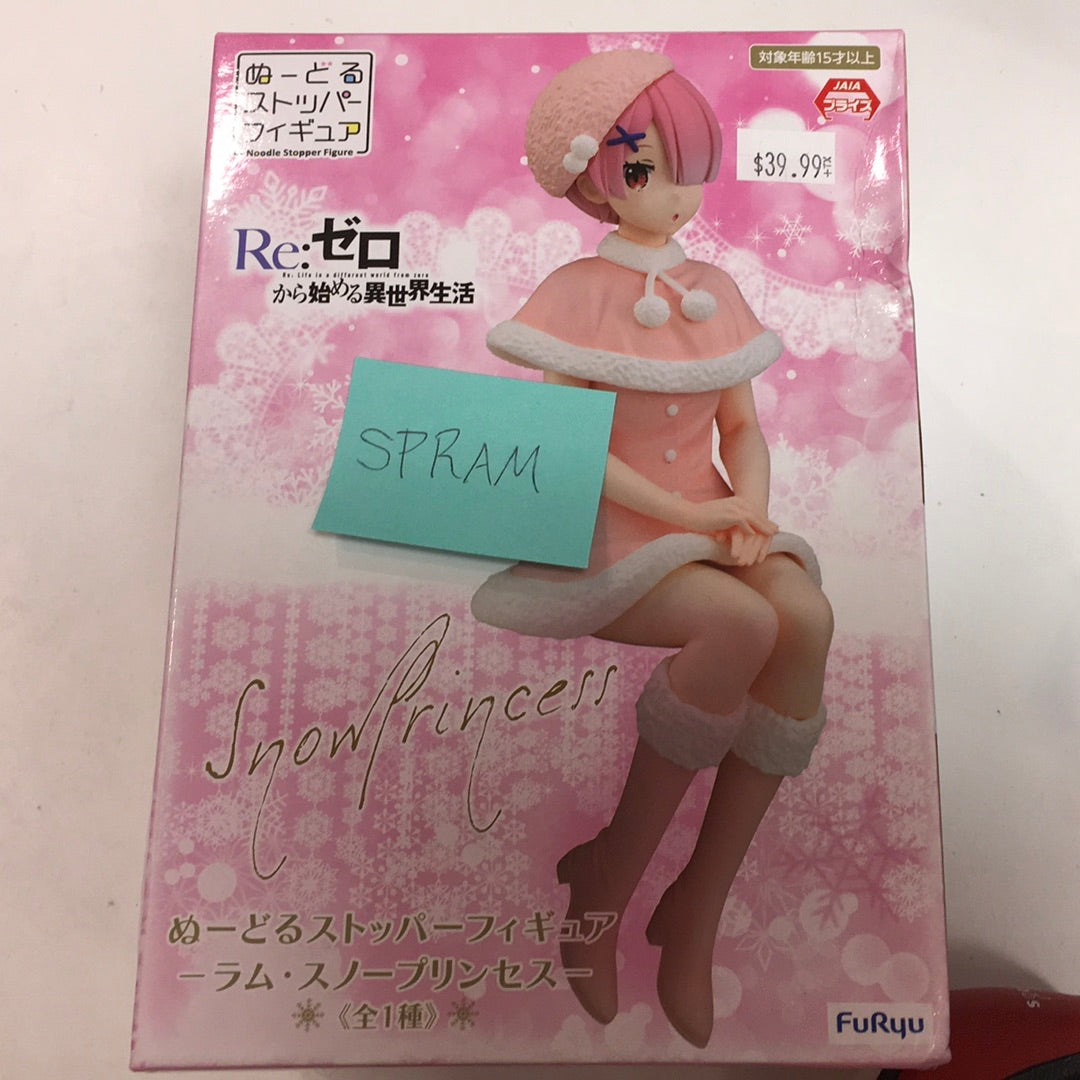 ぬーどる
ストッパー
フィギュア
Noodle Stopper Figure
対象年齢15才以上
JAIA
プライズ
$39.99
+TX
Re:ゼロ
Re: Life in a different world from zero
から始める異世界生活
SPRAM
SnowPrincess
ぬーどるストッパーフィギュア
－ラム・スノープリンセス－
《全1種》
FuRyu